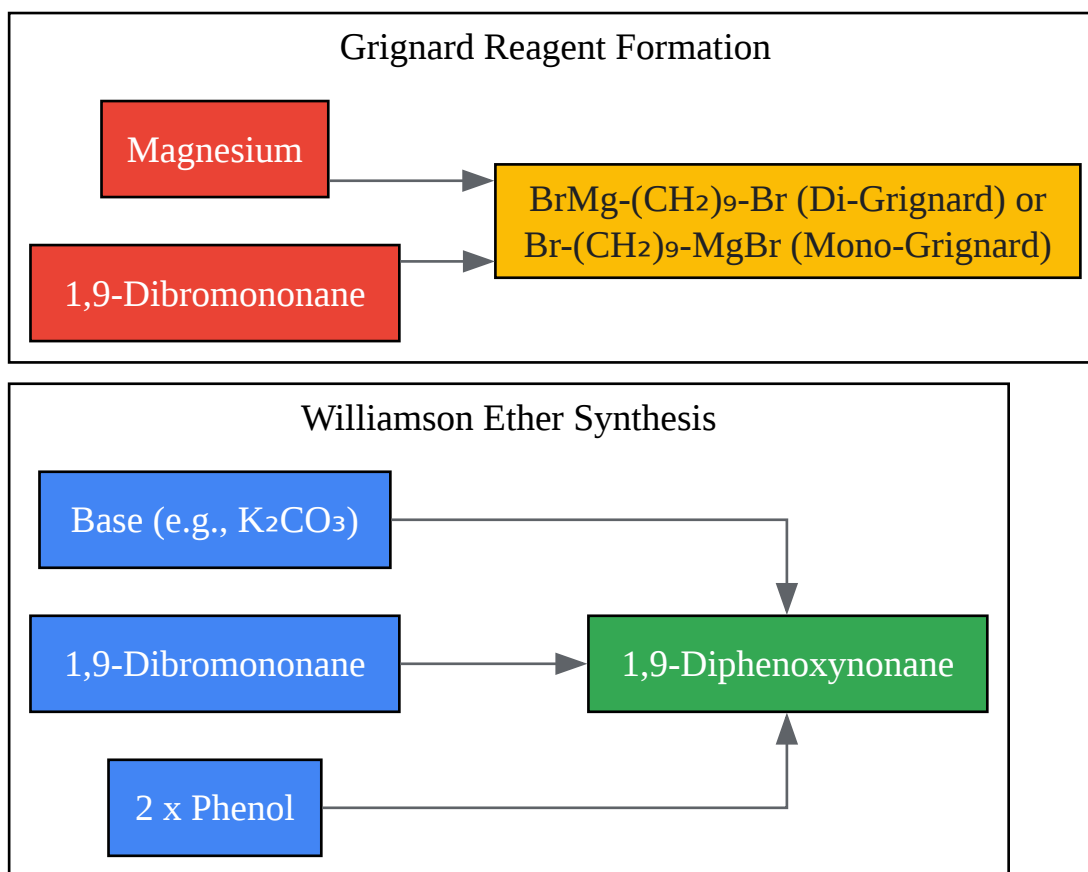 Grignard Reagent Formation
Magnesium
1,9-Dibromononane
BrMg-(CH₂)₉-Br (Di-Grignard) or
Br-(CH₂)₉-MgBr (Mono-Grignard)
Williamson Ether Synthesis
Base (e.g., K₂CO₃)
1,9-Dibromononane
1,9-Diphenoxynonane
2 x Phenol